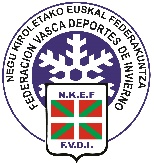 NEGU KIROLETAKO EUSKAL FEDERAKUNTZA
FEDERACION VASCA DEPORTES DE INVIERNO
N.K.E.F
F.V.D.I.